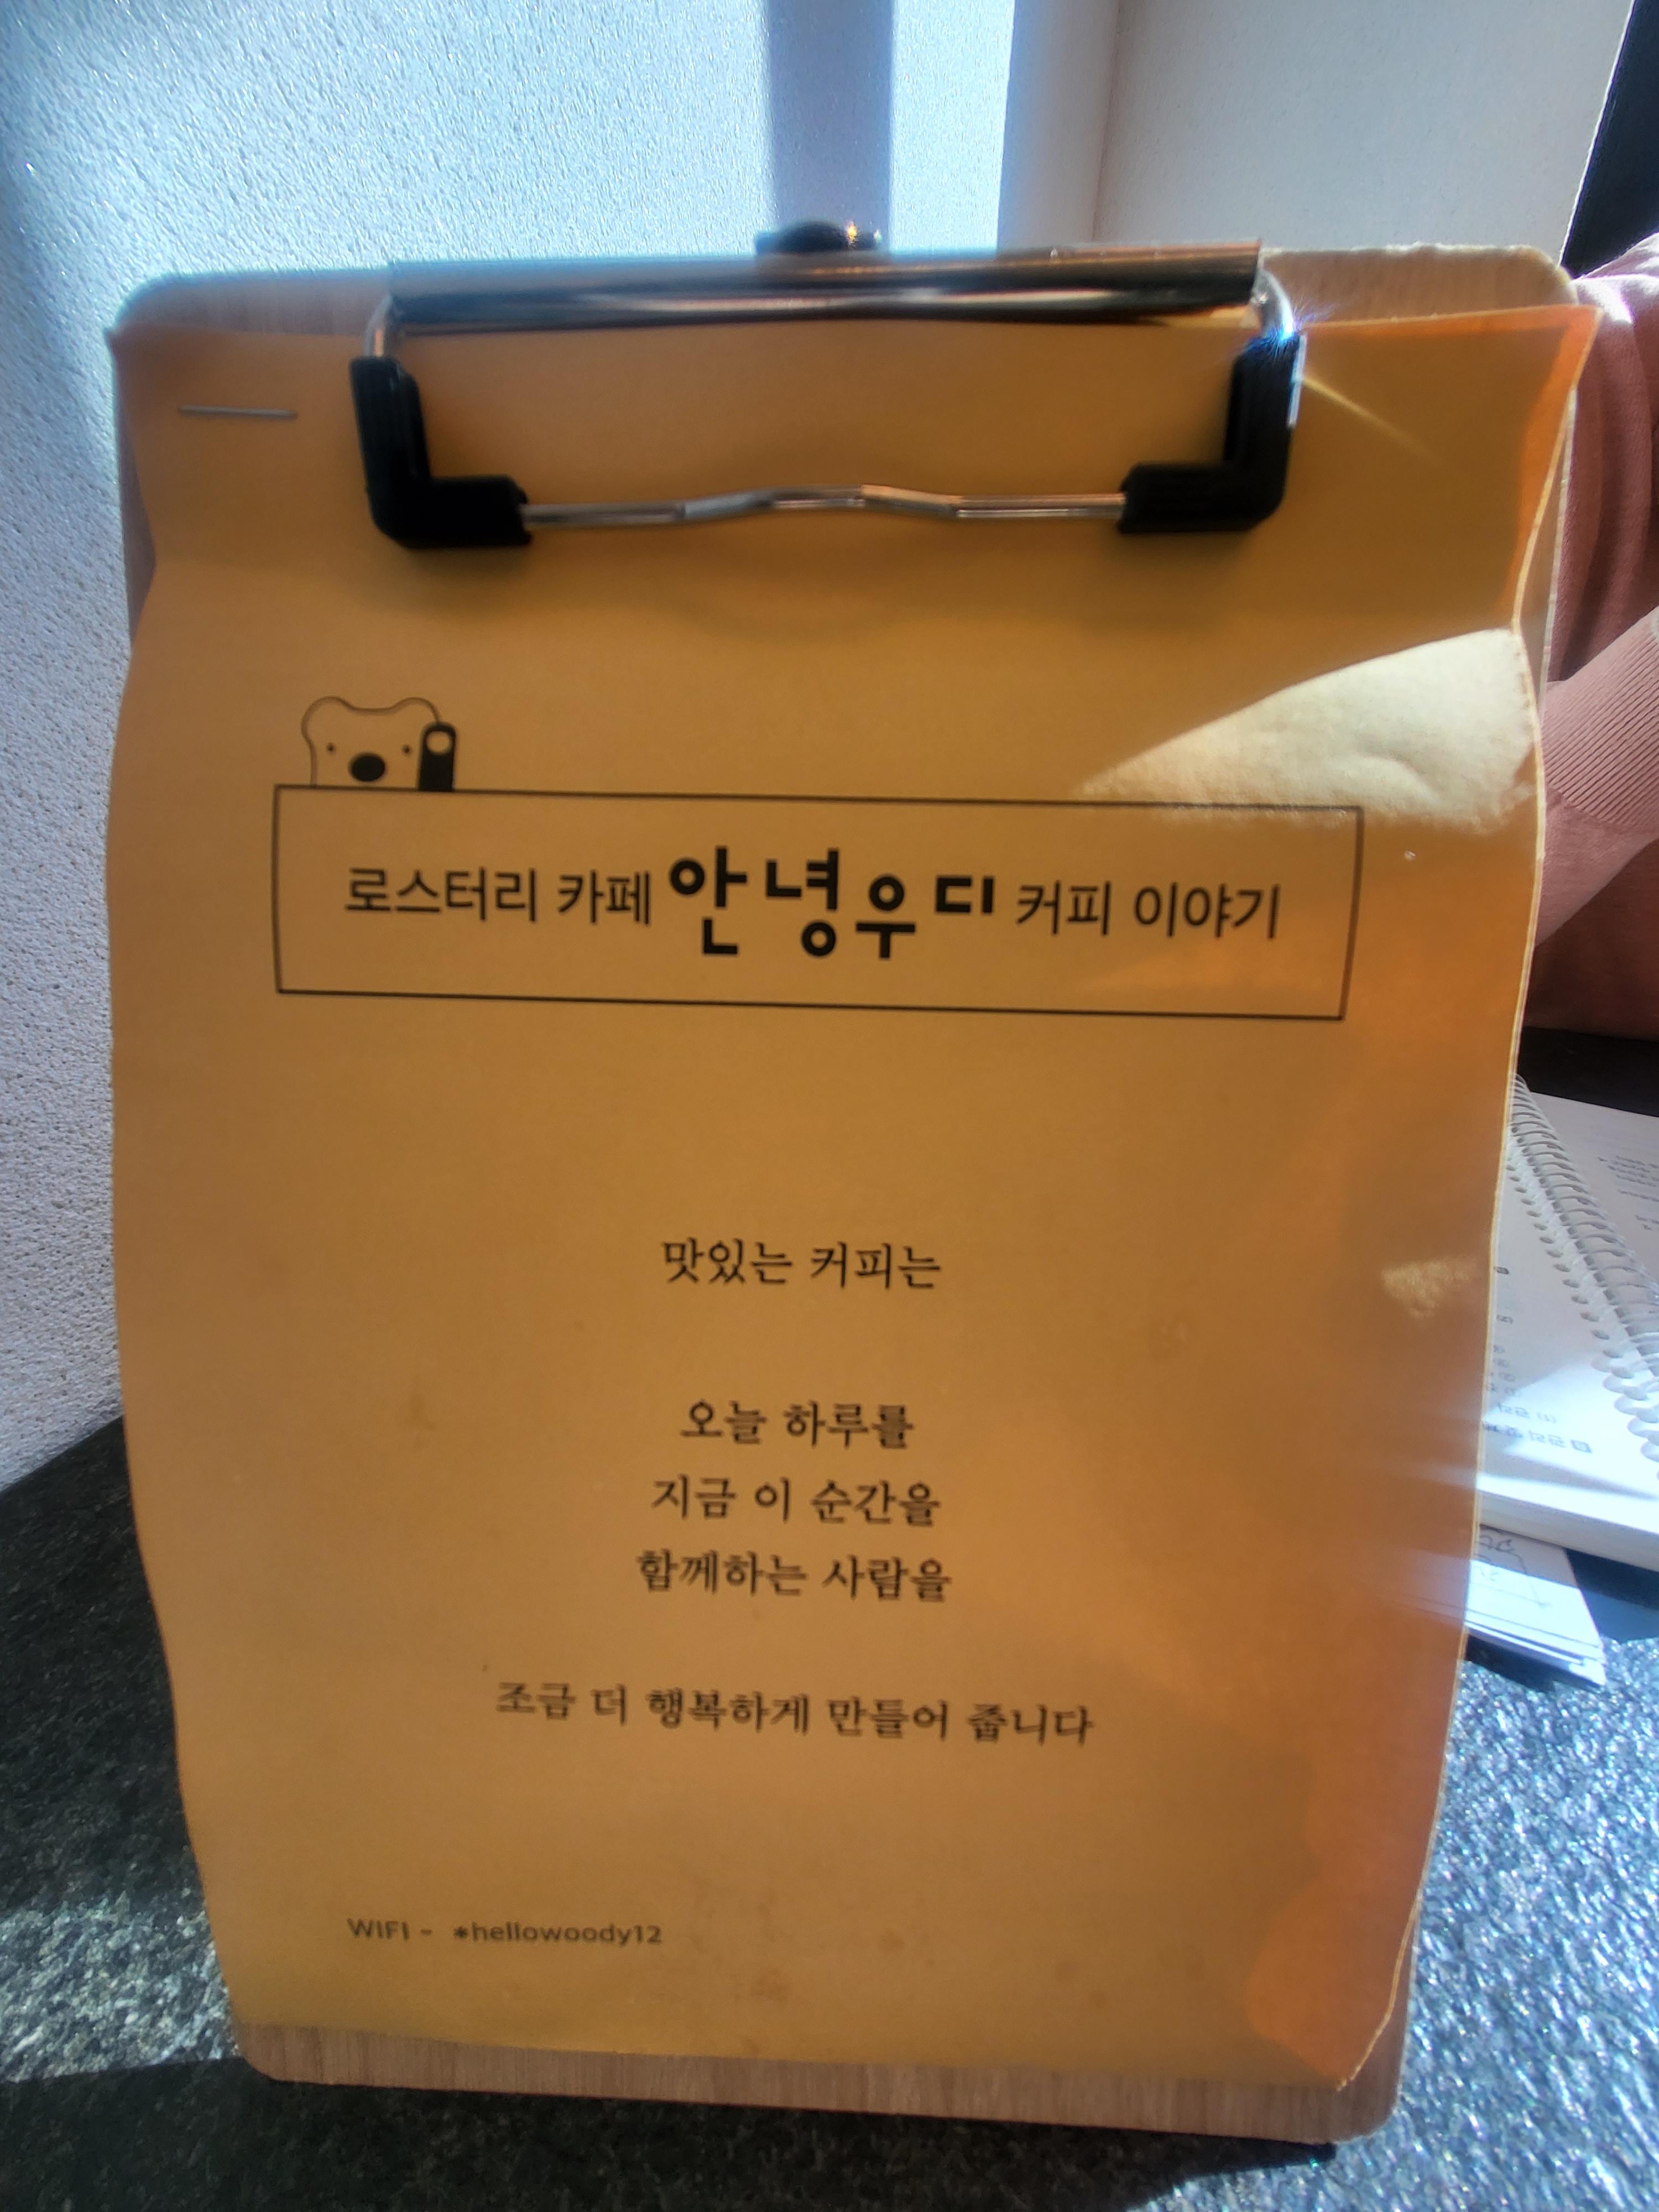 로스터리 카페 안녕우디 커피 이야기
맛있는 커피는
오늘 하루를
지금 이 순간을
함께하는 사람을
조금 더 행복하게 만들어 줍니다
WIFI - *hellowoody12